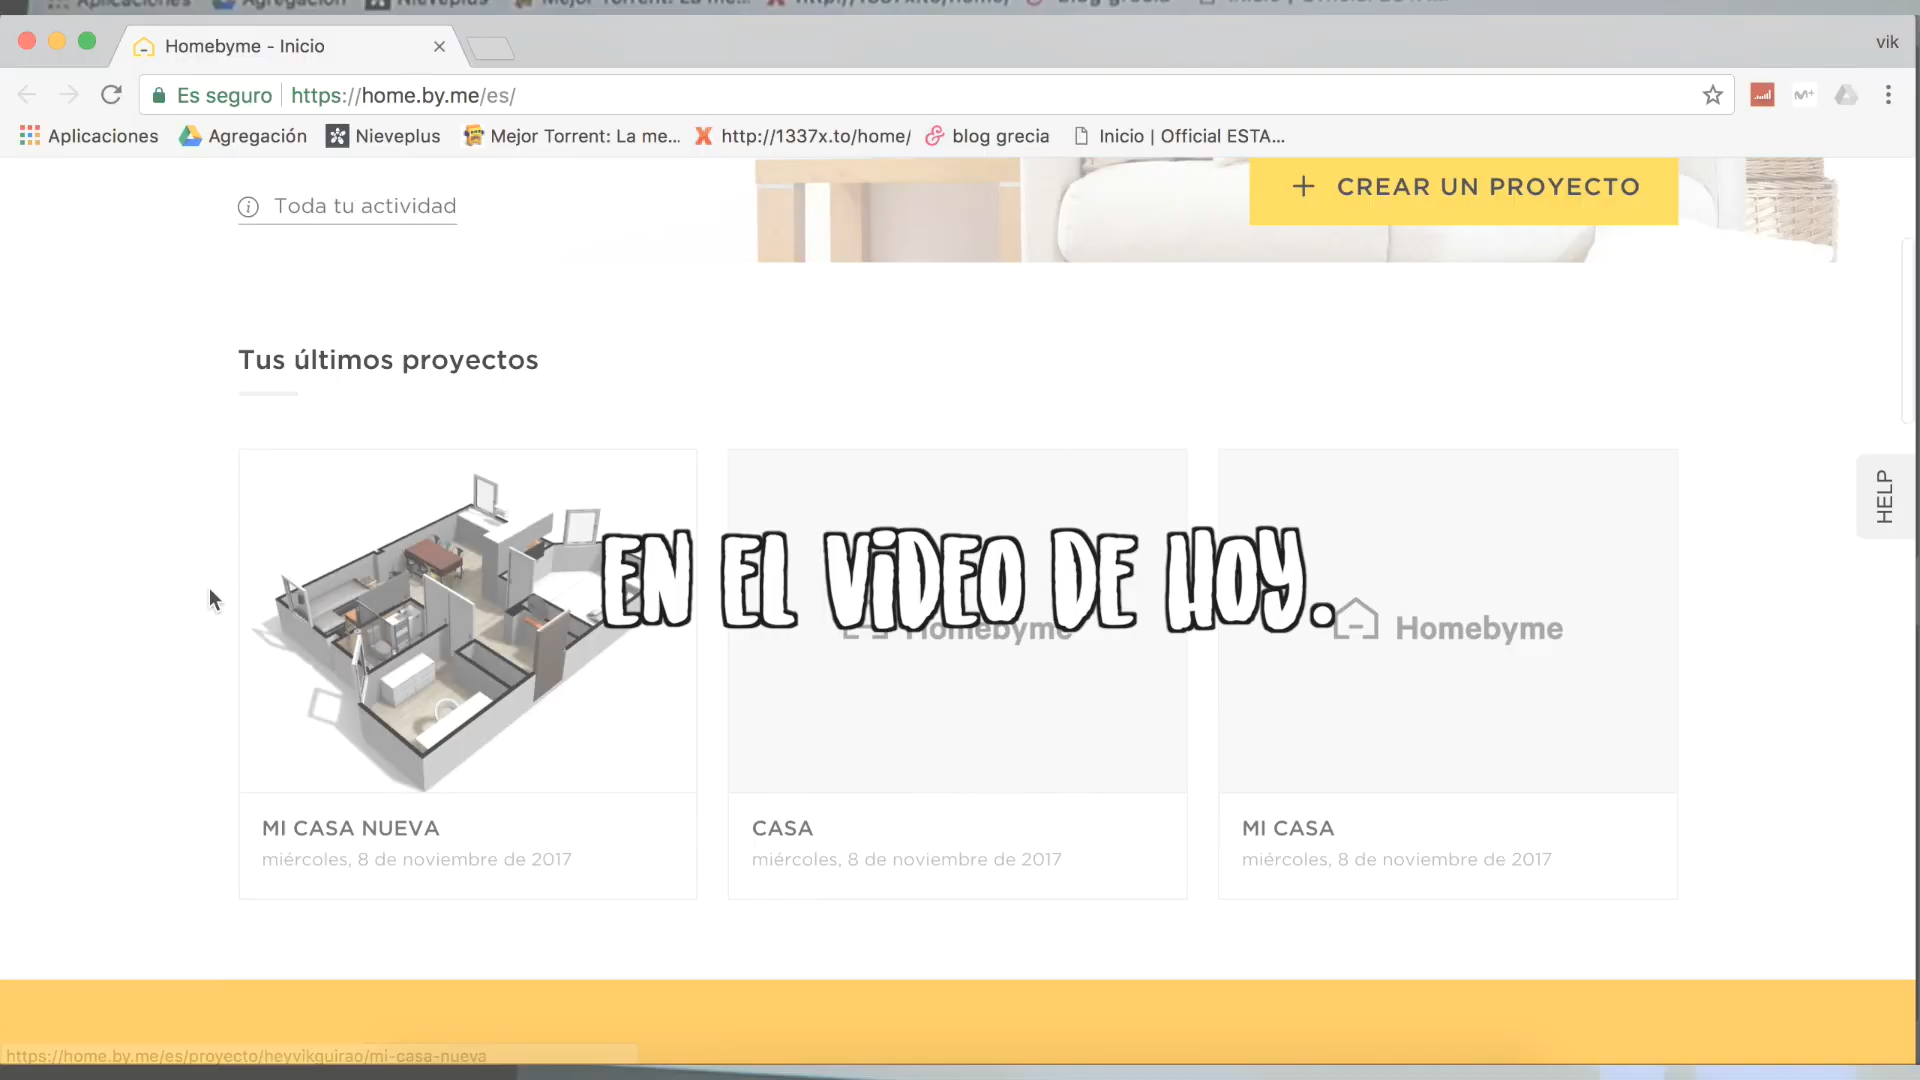 Homebyme - Inicio
vik
Es seguro
https://home.by.me/es/
Aplicaciones
Agregación
Nieveplus
Mejor Torrent: La me...
http://1337x.to/home/
blog grecia
Inicio | Official ESTA...
Toda tu actividad
+ CREAR UN PROYECTO
Tus últimos proyectos
HELP
EN EL VIDEO DE HOY.
Homebyme
Homebyme
MI CASA NUEVA
miércoles, 8 de noviembre de 2017
CASA
miércoles, 8 de noviembre de 2017
MI CASA
miércoles, 8 de noviembre de 2017
https://home.by.me/es/proyecto/heyvikguirao/mi-casa-nueva